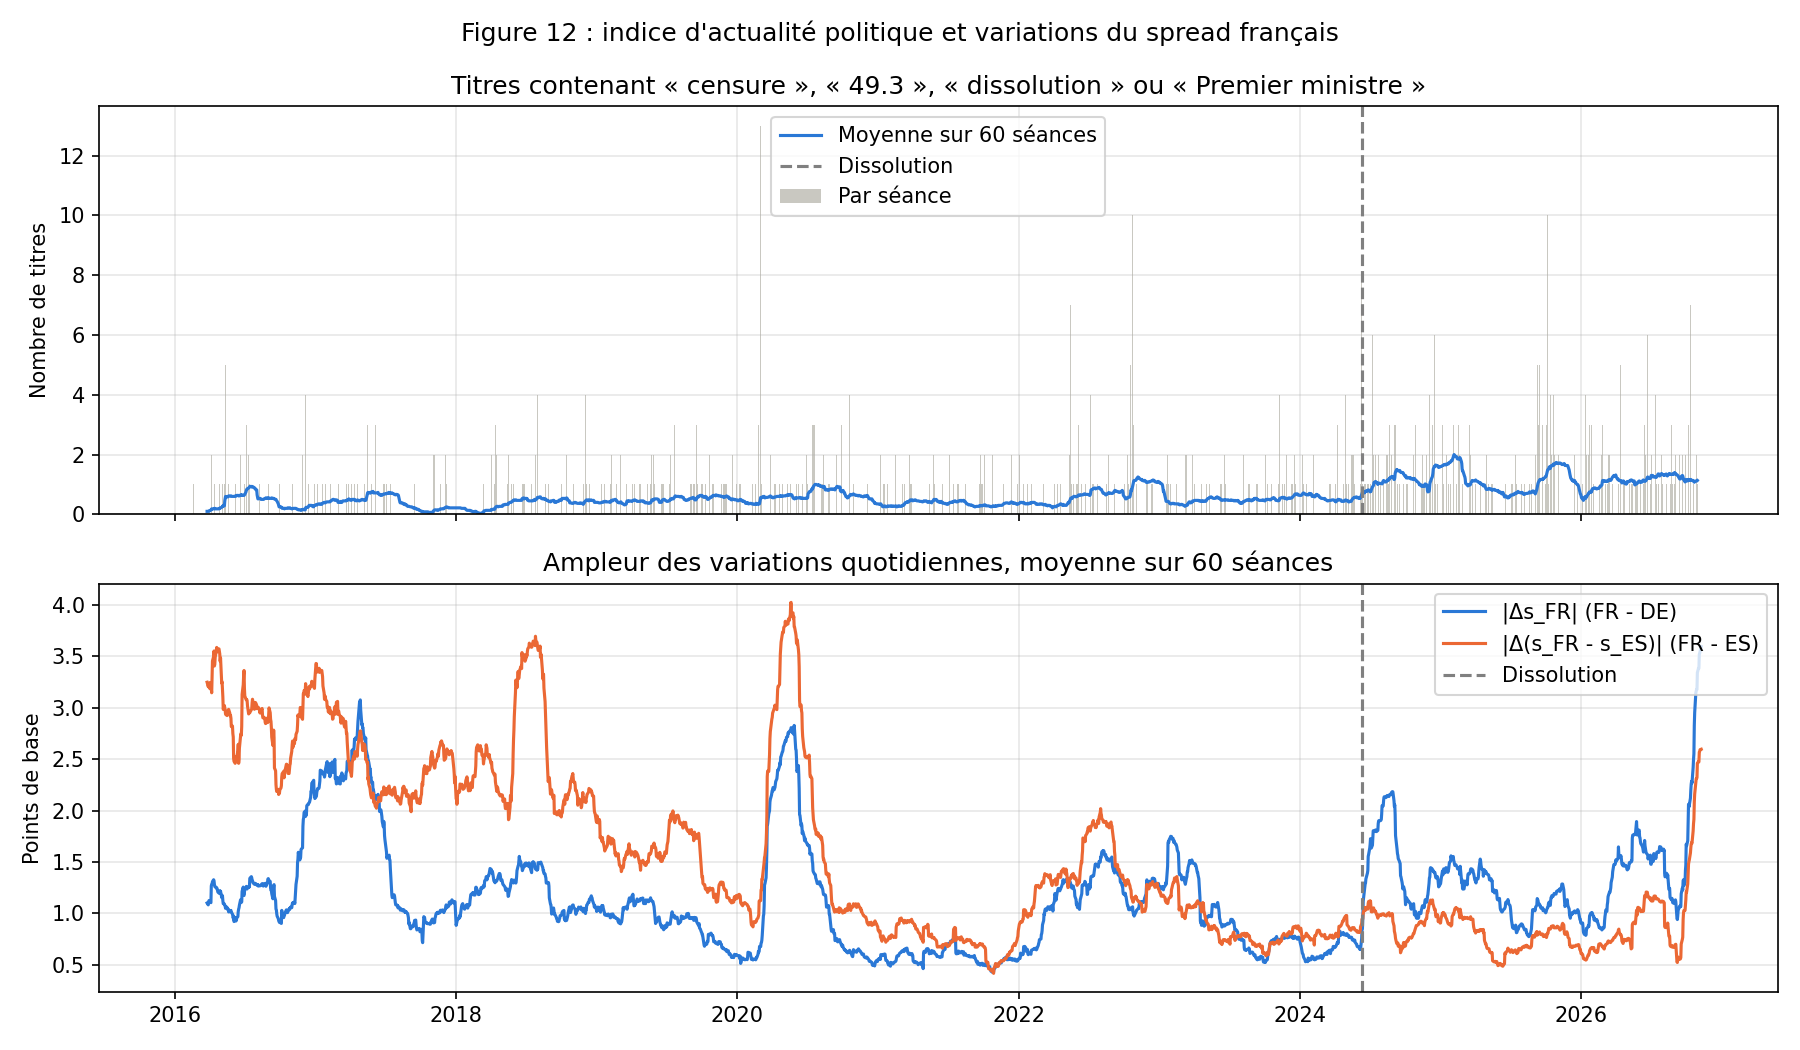 Figure 12 : indice d'actualité politique et variations du spread français
Titres contenant « censure », « 49.3 », « dissolution » ou « Premier ministre »
Nombre de titres
12
10
8
6
4
2
0
Moyenne sur 60 séances
Dissolution
Par séance
Ampleur des variations quotidiennes, moyenne sur 60 séances
Points de base
4.0
3.5
3.0
2.5
2.0
1.5
1.0
0.5
|Δs_FR| (FR - DE)
|Δ(s_FR - s_ES)| (FR - ES)
Dissolution
2016
2018
2020
2022
2024
2026